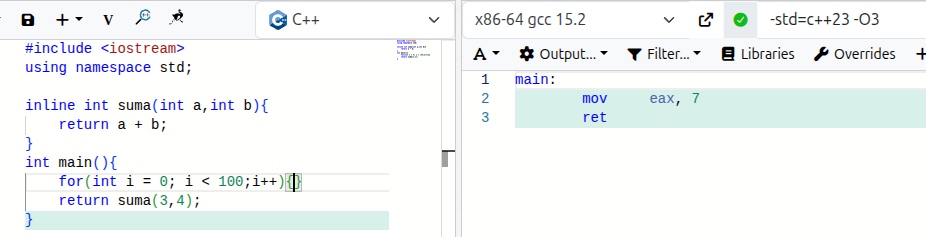 + V C++
#include <iostream>
using namespace std;
inline int suma(int a,int b){
return a + b;
}
int main(){
for(int i = 0; i < 100;i++){}
return suma(3,4);
}
x86-64 gcc 15.2 -std=c++23 -O3
A Output... Filter... Libraries Overrides +
1 main:
2 mov eax, 7
3 ret